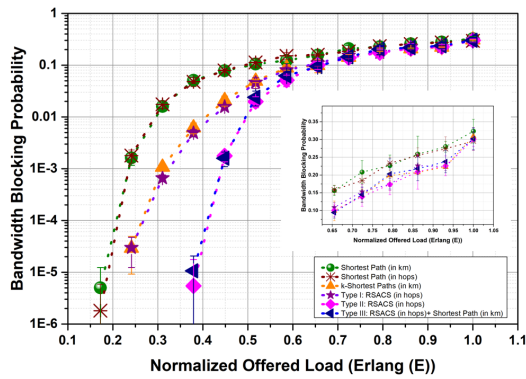 Bandwidth Blocking Probability
1
0.1
0.01
1E-3
1E-4
1E-5
1E-6
0.1 0.2 0.3 0.4 0.5 0.6 0.7 0.8 0.9 1.0 1.1
Normalized Offered Load (Erlang (E))
Bandwidth Blocking Probability
0.40
0.35
0.30
0.25
0.20
0.15
0.10
0.65 0.70 0.75 0.80 0.85 0.90 0.95 1.00 1.05
Normalized Offered Load (Erlang (E))
Shortest Path (in km)
Shortest Path (in hops)
k-Shortest Paths (in km)
Type I: RSACS (in hops)
Type II: RSACS (in hops)
Type III: RSACS (in hops)+ Shortest Path (in km)